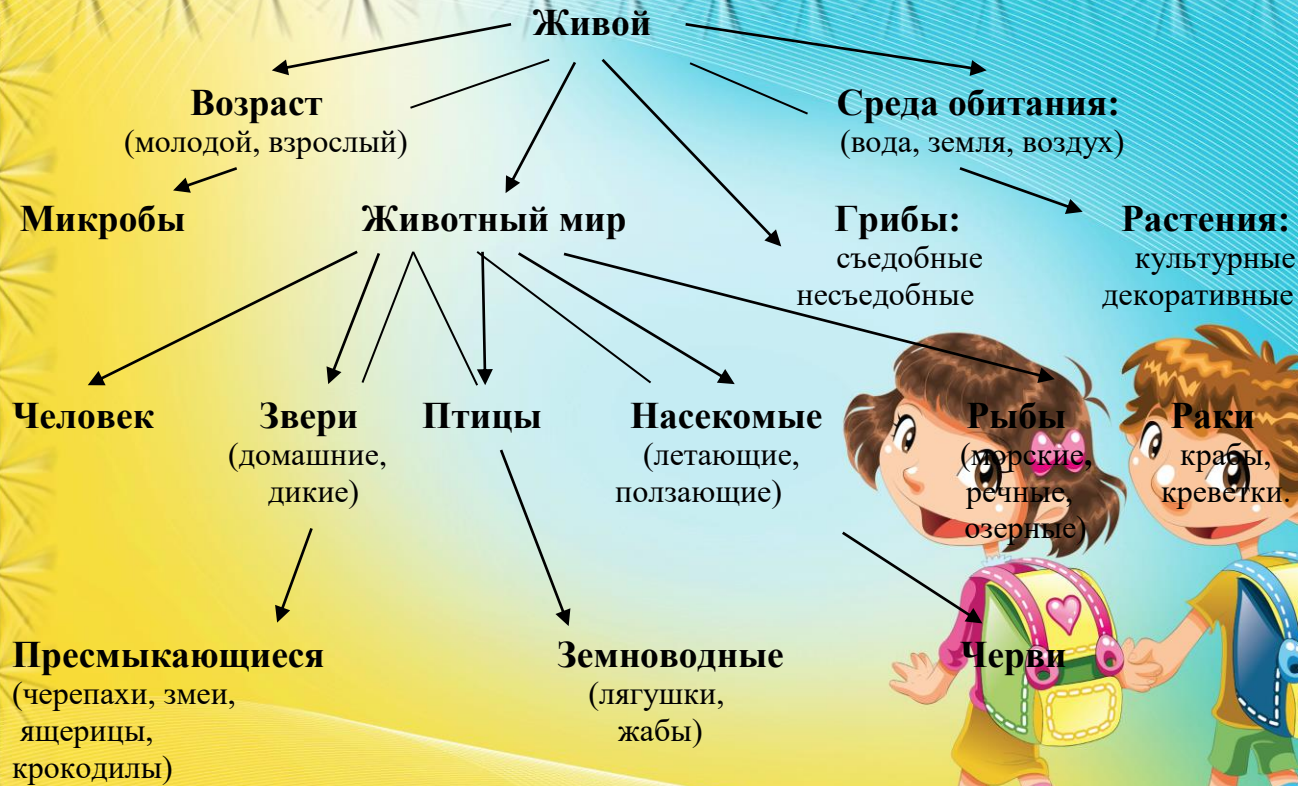 Живой
Возраст
(молодой, взрослый)
Среда обитания:
(вода, земля, воздух)
Микробы
Животный мир
Грибы:
съедобные
несъедобные
Растения:
культурные
декоративные
Человек
Звери
(домашние,
дикие)
Птицы
Насекомые
(летающие,
ползающие)
Рыбы
(морские,
речные,
озерные)
Раки
крабы,
креветки.
Пресмыкающиеся
(черепахи, змеи,
ящерицы,
крокодилы)
Земноводные
(лягушки,
жабы)
Черви